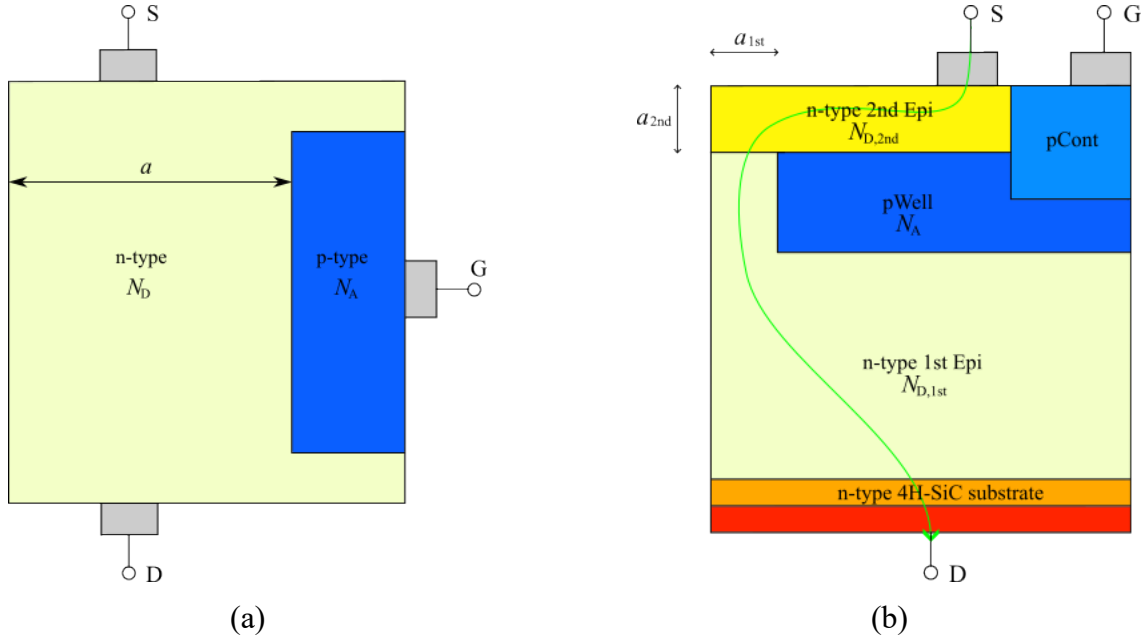 S
a
n-type
N_D
p-type
N_A
G
D
(a)
a_1st
S
G
a_2nd
n-type 2nd Epi
N_D,2nd
pCont
pWell
N_A
n-type 1st Epi
N_D,1st
n-type 4H-SiC substrate
D
(b)